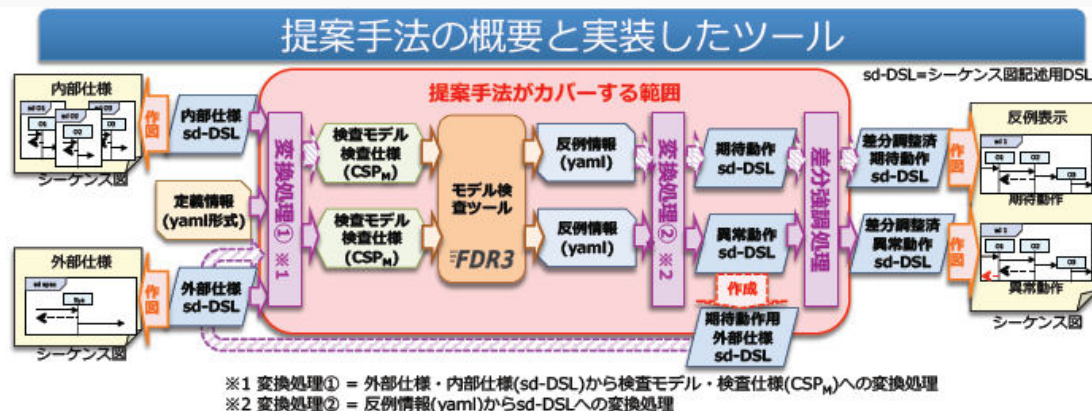 提案手法の概要と実装したツール
sd-DSL=シーケンス図記述用DSL
内部仕様
シーケンス図
作図
内部仕様
sd-DSL
定義情報
(yaml形式)
外部仕様
シーケンス図
作図
外部仕様
sd-DSL
提案手法がカバーする範囲
変換処理① ※1
検査モデル
検査仕様
(CSPM)
検査モデル
検査仕様
(CSPM)
モデル検
査ツール
FDR3
反例情報
(yaml)
反例情報
(yaml)
変換処理② ※2
期待動作
sd-DSL
異常動作
sd-DSL
作成
期待動作用
外部仕様
sd-DSL
差分強調処理
差分調整済
期待動作
sd-DSL
差分調整済
異常動作
sd-DSL
作図
作図
反例表示
期待動作
異常動作
シーケンス図
※1 変換処理① = 外部仕様・内部仕様(sd-DSL)から検査モデル・検査仕様(CSPM)への変換処理
※2 変換処理② = 反例情報(yaml)からsd-DSLへの変換処理